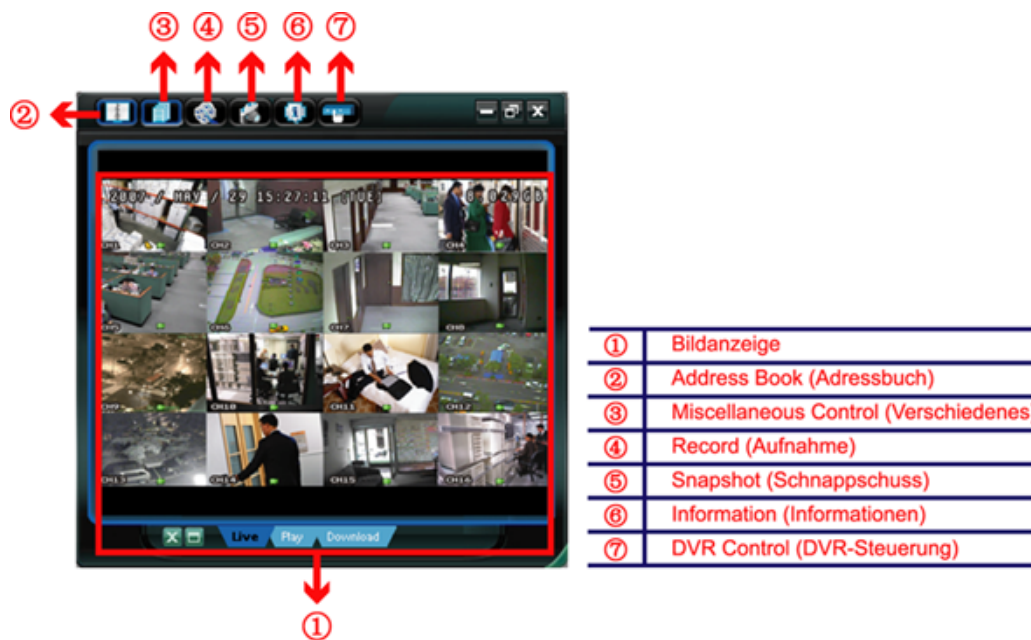 ③ ④ ⑤ ⑥ ⑦
②
2007 / MAY / 29 15:27:11 [TUE]
CH1 CH2 CH3 CH4
CH5 CH6 CH7 CH8
CH9 CH10 CH11 CH12
CH13 CH14 CH15 CH16
Live Play Download
①
① Bildanzeige
② Address Book (Adressbuch)
③ Miscellaneous Control (Verschiedenes
④ Record (Aufnahme)
⑤ Snapshot (Schnappschuss)
⑥ Information (Informationen)
⑦ DVR Control (DVR-Steuerung)